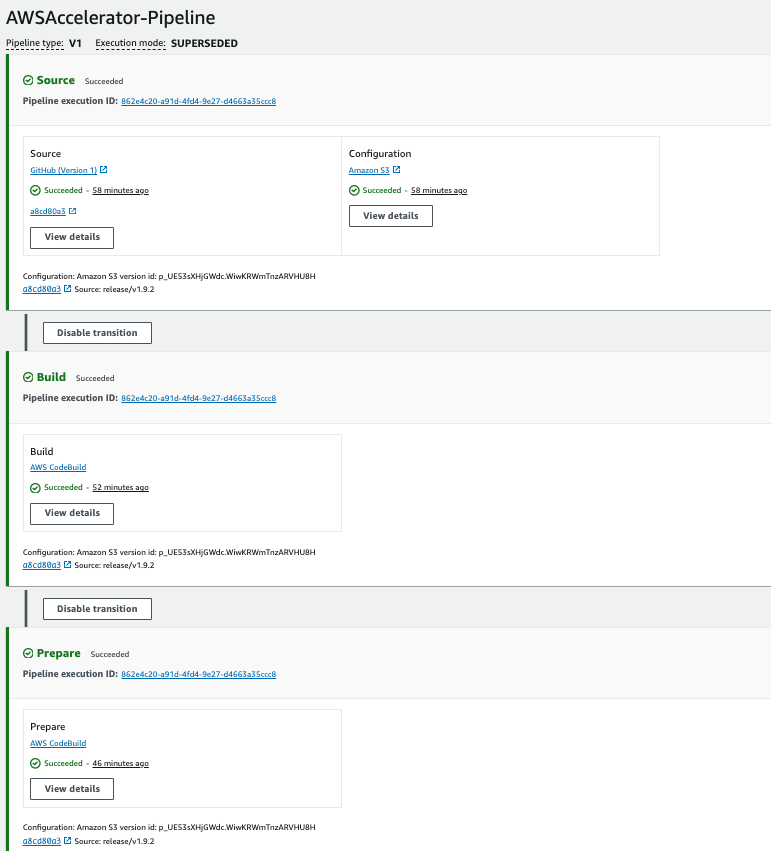 AWSAccelerator-Pipeline
Pipeline type: V1 Execution mode: SUPERSEDED
Source Succeeded
Pipeline execution ID: 862e4c20-a91d-4fd4-9e27-d4663a35ccc8
Source
GitHub (Version 1)
Succeeded - 58 minutes ago
a8cd80a3
View details
Configuration
Amazon S3
Succeeded - 58 minutes ago
View details
Configuration: Amazon S3 version id: p_UE53sXHjGWdc.WiwKRWmTnzARVHU8H
a8cd80a3 Source: release/v1.9.2
Disable transition
Build Succeeded
Pipeline execution ID: 862e4c20-a91d-4fd4-9e27-d4663a35ccc8
Build
AWS CodeBuild
Succeeded - 52 minutes ago
View details
Configuration: Amazon S3 version id: p_UE53sXHjGWdc.WiwKRWmTnzARVHU8H
a8cd80a3 Source: release/v1.9.2
Disable transition
Prepare Succeeded
Pipeline execution ID: 862e4c20-a91d-4fd4-9e27-d4663a35ccc8
Prepare
AWS CodeBuild
Succeeded - 46 minutes ago
View details
Configuration: Amazon S3 version id: p_UE53sXHjGWdc.WiwKRWmTnzARVHU8H
a8cd80a3 Source: release/v1.9.2